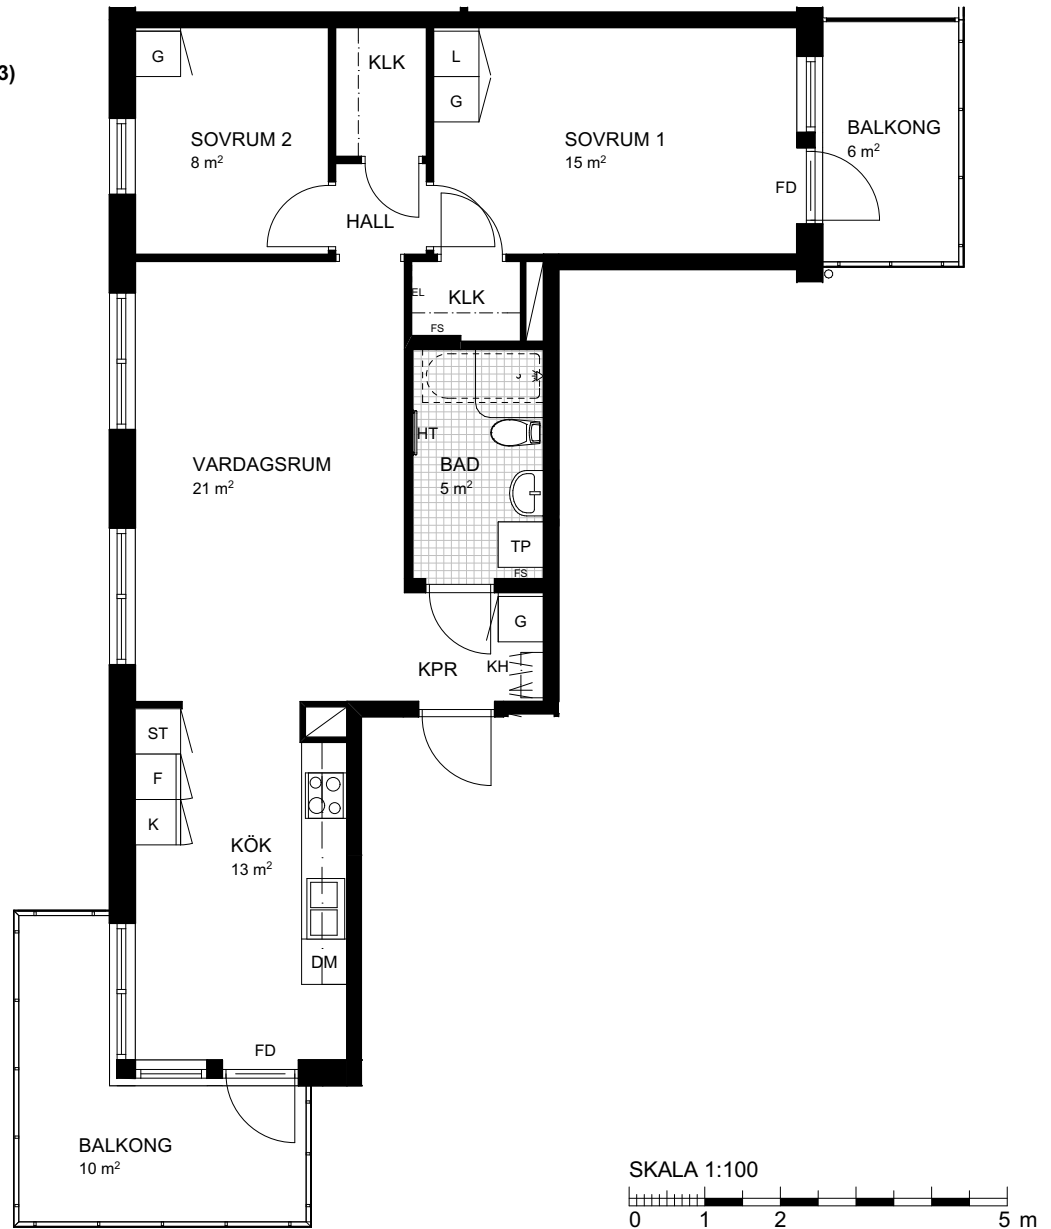 3)
G
KLK
L
G
SOVRUM 2
8 m²
SOVRUM 1
15 m²
BALKONG
6 m²
FD
HALL
EL
KLK
FS
HT
BAD
5 m²
VARDAGSRUM
21 m²
TP
FS
G
KPR
KH
ST
F
K
KÖK
13 m²
DM
FD
BALKONG
10 m²
SKALA 1:100
0 1 2 5 m